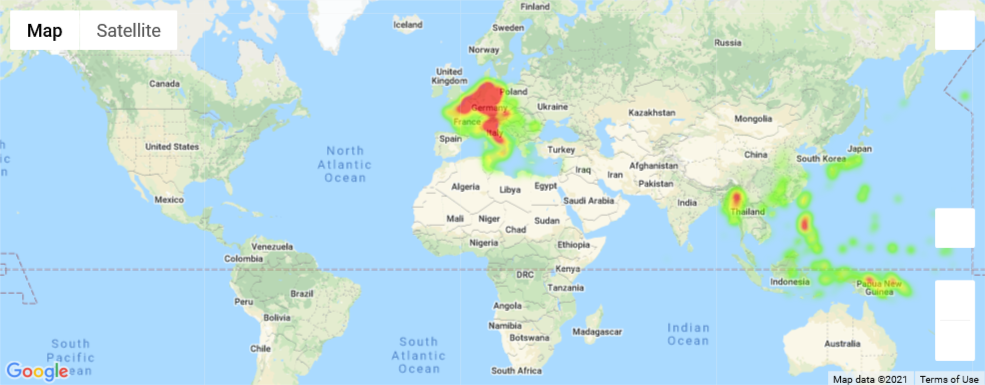 Map
Satellite
Finland
Iceland
Sweden
Norway
Russia
United
Kingdom
Canada
Poland
Germany
Ukraine
Kazakhstan
Mongolia
France
Italy
Spain
United States
North
Atlantic
Ocean
Turkey
China
South Korea
Japan
Iraq
Iran
Afghanistan
Pakistan
Algeria
Libya
Egypt
Saudi Arabia
India
Mexico
Thailand
Mali
Niger
Chad
Sudan
Nigeria
Ethiopia
Venezuela
Colombia
DRC
Kenya
Tanzania
Indonesia
Papua New
Guinea
Peru
Brazil
Bolivia
Angola
Namibia
Botswana
Madagascar
Indian
Ocean
South
Pacific
South
Atlantic
Ocean
Chile
Australia
South Africa
Google
Map data ©2021
Terms of Use